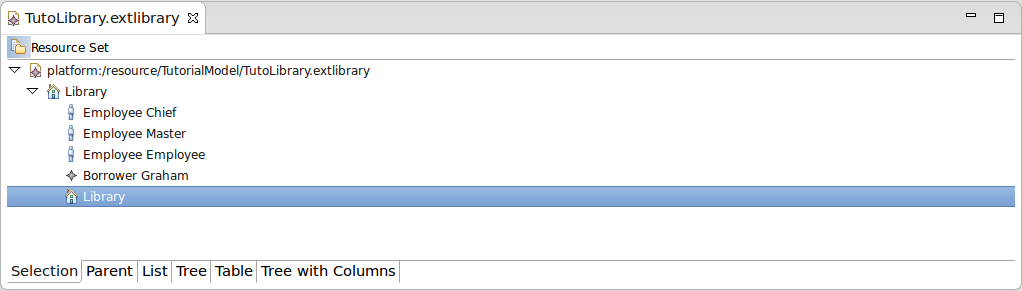 TutoLibrary.extlibrary
Resource Set
platform:/resource/TutorialModel/TutoLibrary.extlibrary
Library
Employee Chief
Employee Master
Employee Employee
Borrower Graham
Library
Selection Parent List Tree Table Tree with Columns